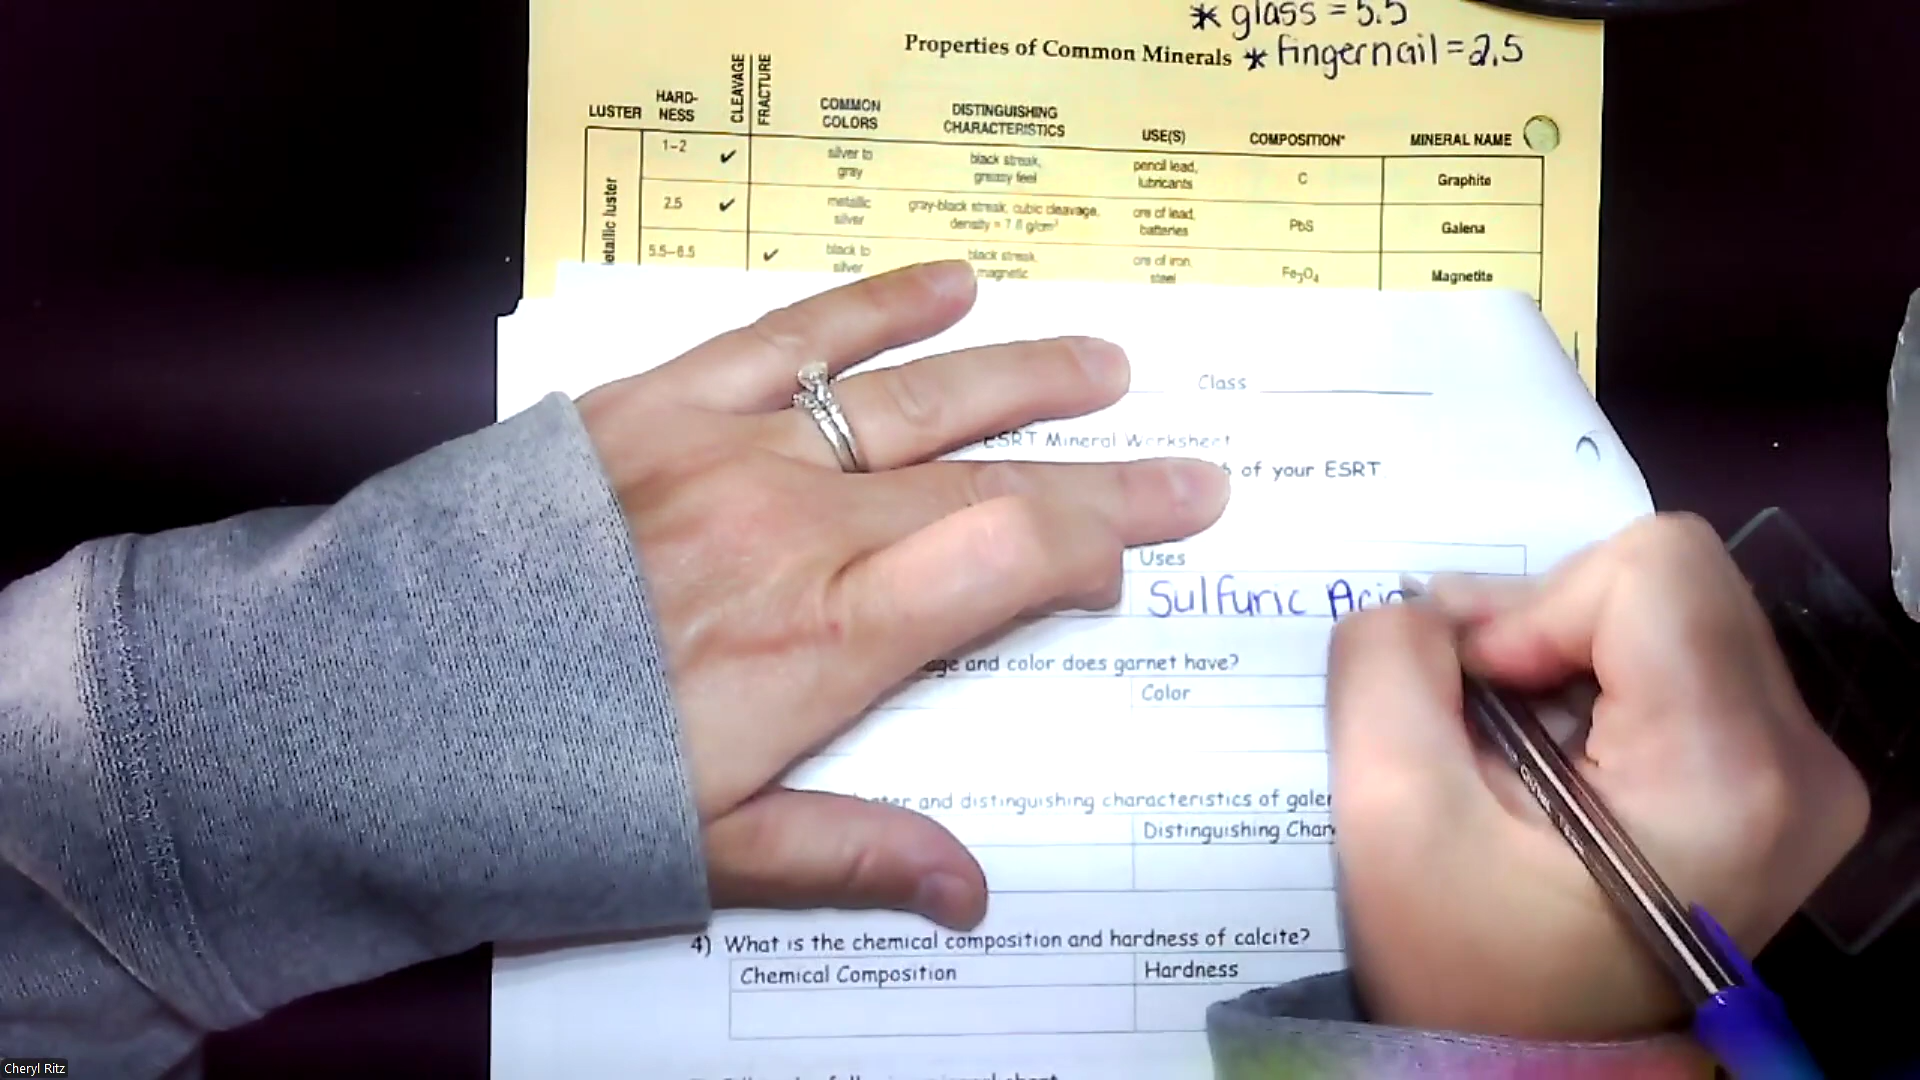 * glass = 5.5
Properties of Common Minerals * fingernail = 2.5
LUSTER HARD-NESS CLEAVAGE FRACTURE COMMON COLORS DISTINGUISHING CHARACTERISTICS USE(S) COMPOSITION* MINERAL NAME
etallic luster
1–2 ✔ silver to gray black streak, greasy feel pencil lead, lubricants C Graphite
2.5 ✔ metallic silver gray-black streak, cubic cleavage, density = 7.6 g/cm³ ore of lead, batteries PbS Galena
5.5–6.5 ✔ black to silver black streak, magnetic ore of iron, steel Fe₃O₄ Magnetite
Class
ESRT Mineral Worksheet
of your ESRT.
Uses
Sulfuric Acid
and color does garnet have?
Color
and distinguishing characteristics of galen
Distinguishing Char
4) What is the chemical composition and hardness of calcite?
Chemical Composition Hardness
Cheryl Ritz